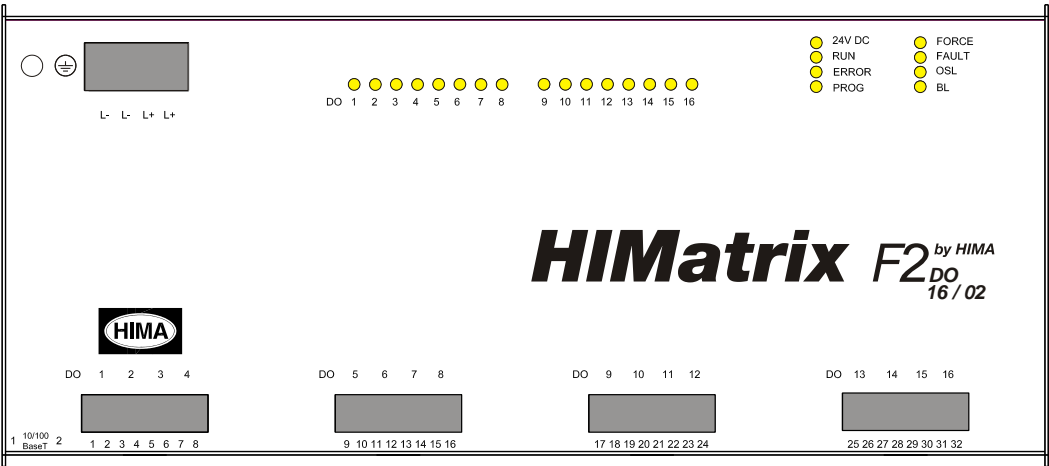 24V DC FORCE
RUN FAULT
ERROR OSL
PROG BL
DO 1 2 3 4 5 6 7 8 9 10 11 12 13 14 15 16
L- L- L+ L+
HIMatrix F2 by HIMA
DO
16 / 02
HIMA
DO 1 2 3 4 DO 5 6 7 8 DO 9 10 11 12 DO 13 14 15 16
1 10/100 BaseT 2 1 2 3 4 5 6 7 8 9 10 11 12 13 14 15 16 17 18 19 20 21 22 23 24 25 26 27 28 29 30 31 32